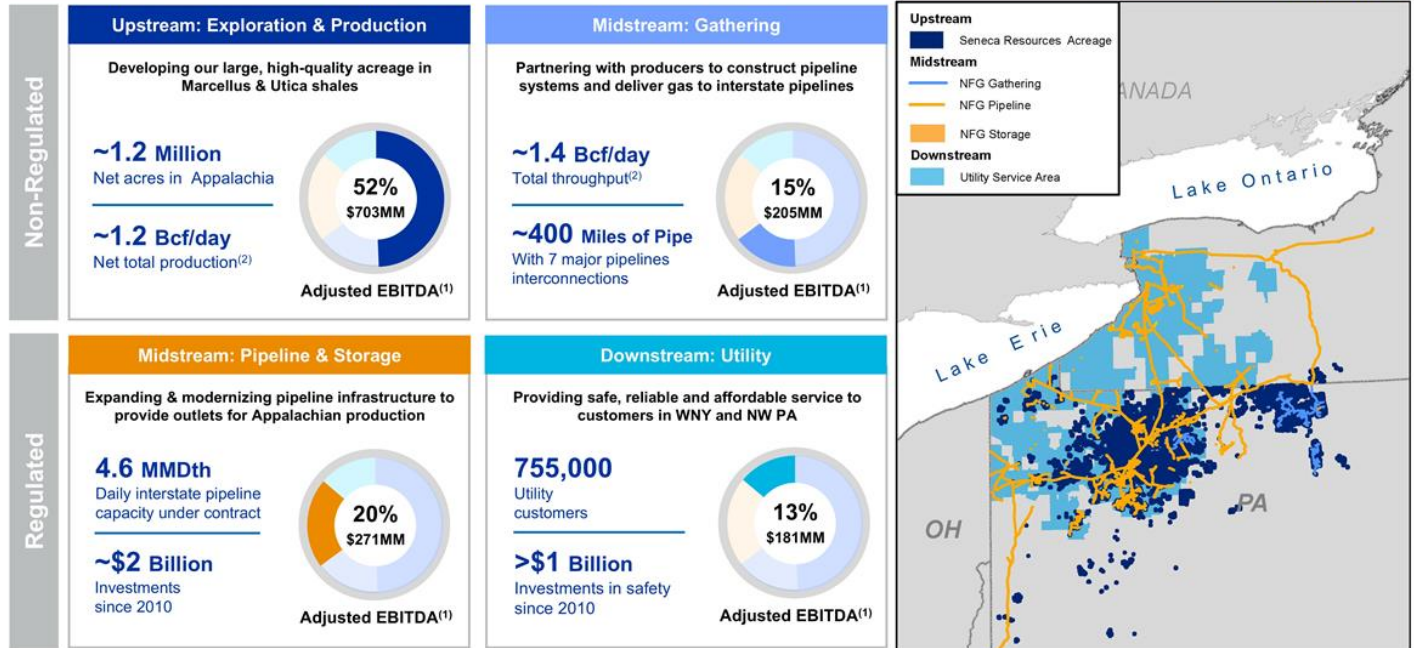 Non-Regulated
Upstream: Exploration & Production
Developing our large, high-quality acreage in
Marcellus & Utica shales
~1.2 Million
Net acres in Appalachia
~1.2 Bcf/day
Net total production(2)
52%
$703MM
Adjusted EBITDA(1)
Midstream: Gathering
Partnering with producers to construct pipeline
systems and deliver gas to interstate pipelines
~1.4 Bcf/day
Total throughput(2)
~400 Miles of Pipe
With 7 major pipelines
interconnections
15%
$205MM
Adjusted EBITDA(1)
Regulated
Midstream: Pipeline & Storage
Expanding & modernizing pipeline infrastructure to
provide outlets for Appalachian production
4.6 MMDth
Daily interstate pipeline
capacity under contract
~$2 Billion
Investments
since 2010
20%
$271MM
Adjusted EBITDA(1)
Downstream: Utility
Providing safe, reliable and affordable service to
customers in WNY and NW PA
755,000
Utility
customers
>$1 Billion
Investments in safety
since 2010
13%
$181MM
Adjusted EBITDA(1)
Upstream
Seneca Resources Acreage
Midstream
NFG Gathering
NFG Pipeline
NFG Storage
Downstream
Utility Service Area
ANADA
Lake Ontario
Lake Erie
OH
PA